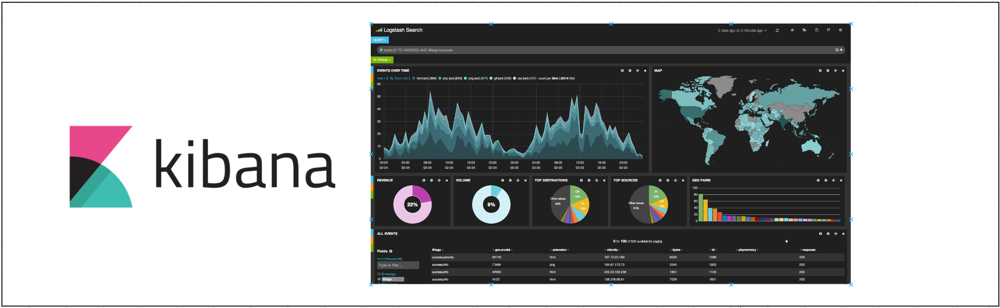 kibana
Logstash Search
2 days ago to 3 minutes ago
QUERY
bytes:[0 TO 4000000] AND @tags:success
FILTERING
EVENTS OVER TIME
View | Zoom Out | html (ext) (888) php (ext) (659) png (ext) (317) gif (ext) (229) css (ext) (121) count per 30m | (2214 hits)
60
50
40
30
20
10
0
00:00 04:00 08:00 12:00 16:00 20:00 00:00 04:00 08:00 12:00 16:00 20:00
02-24 02-24 02-24 02-24 02-24 02-24 02-25 02-25 02-25 02-25 02-25 02-25
MAP
REVENUE
22%
VOLUME
9%
TOP DESTINATIONS
CN
19%
IN
16%
Other values
42%
TOP SOURCES
IN
19%
US
10%
Other values
52%
GEO PAIRS
100
80
60
40
20
0
ALL EVENTS
0 to 100 of 500 available for paging
Fields
All (31) / Current (20)
Type to filter...
@message
@tags
@tags geo.srcdst extension clientip bytes id phpmemory response
success,security MY:VN html 167.12.22.189 8540 1066 200
success,info IT:MM png 164.87.170.73 2045 1903 200
success,info AR:ES html 222.23.102.238 1801 1133 200
success,info IN:DZ html 138.226.66.81 7029 1801 200